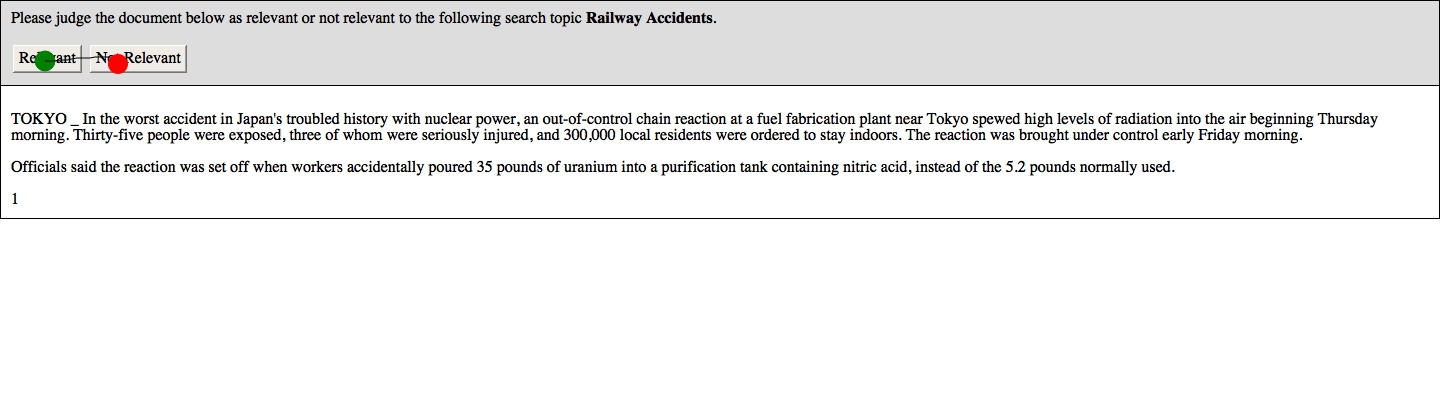 Please judge the document below as relevant or not relevant to the following search topic Railway Accidents.
Relevant Not Relevant
TOKYO _ In the worst accident in Japan's troubled history with nuclear power, an out-of-control chain reaction at a fuel fabrication plant near Tokyo spewed high levels of radiation into the air beginning Thursday
morning. Thirty-five people were exposed, three of whom were seriously injured, and 300,000 local residents were ordered to stay indoors. The reaction was brought under control early Friday morning.
Officials said the reaction was set off when workers accidentally poured 35 pounds of uranium into a purification tank containing nitric acid, instead of the 5.2 pounds normally used.
1